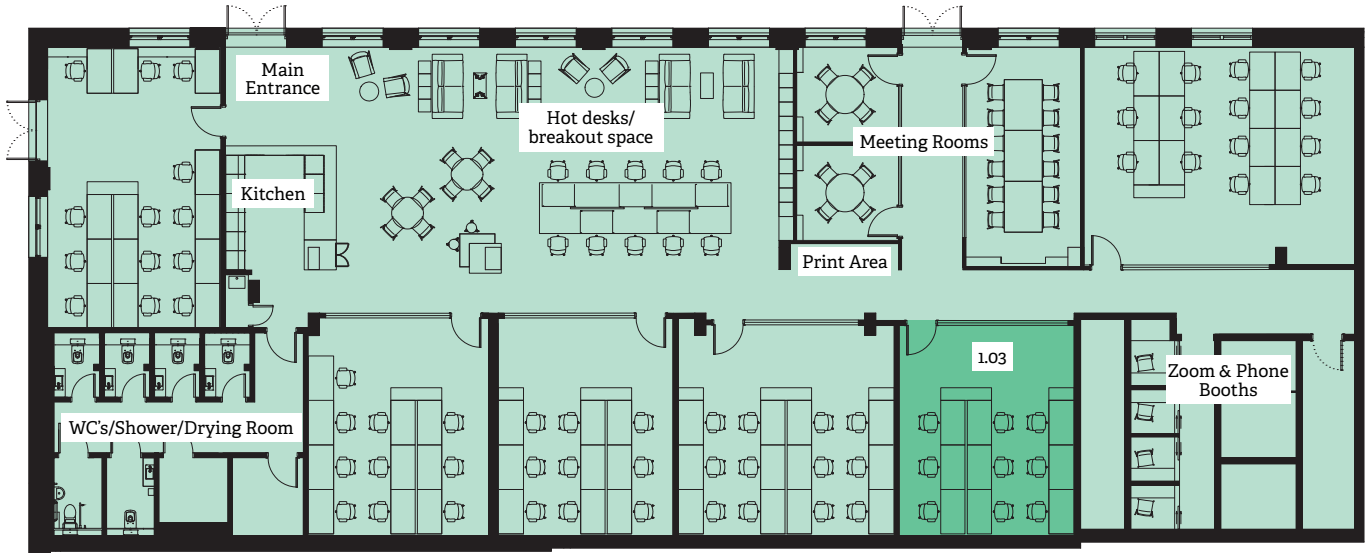 Main
Entrance
Hot desks/
breakout space
Meeting Rooms
Kitchen
Print Area
1.03
Zoom & Phone
Booths
WC's/Shower/Drying Room